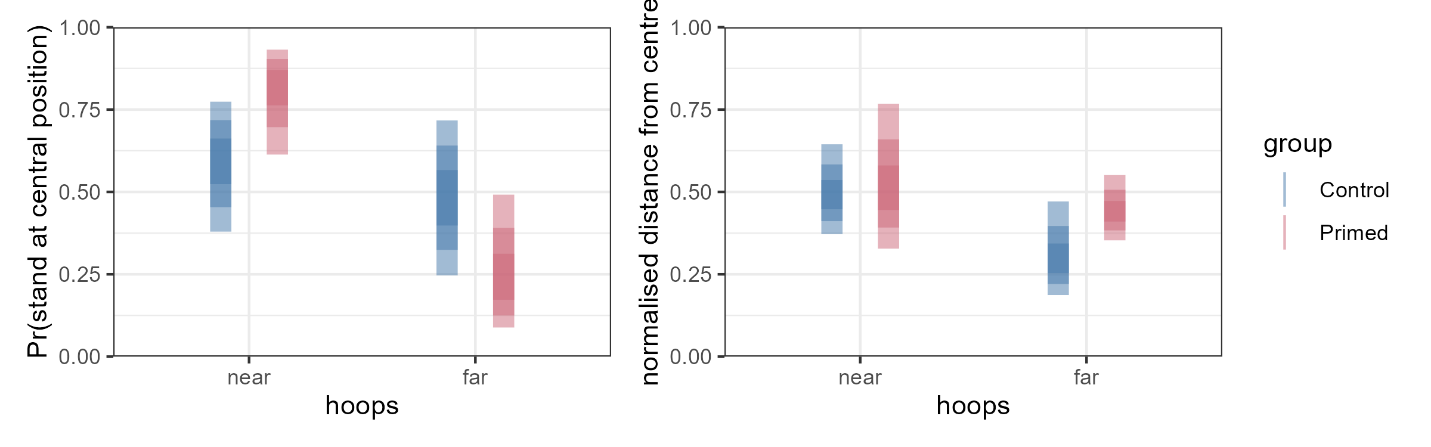 Pr(stand at central position)
1.00
0.75
0.50
0.25
0.00
near far
hoops
normalised distance from centre
1.00
0.75
0.50
0.25
0.00
near far
hoops
group
Control
Primed